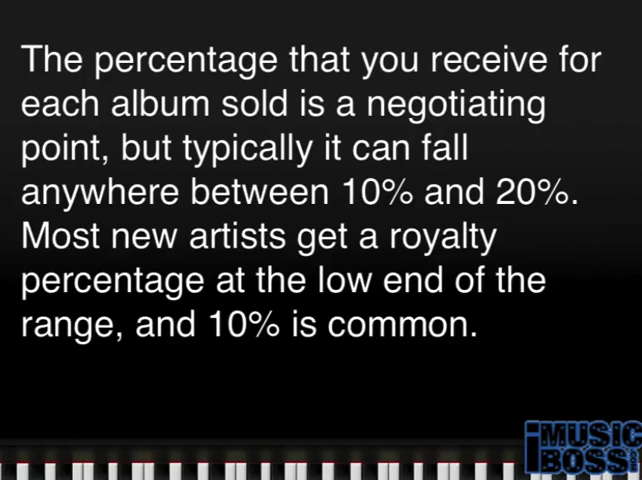 The percentage that you receive for
each album sold is a negotiating
point, but typically it can fall
anywhere between 10% and 20%.
Most new artists get a royalty
percentage at the low end of the
range, and 10% is common.
iMUSIC
BOSS